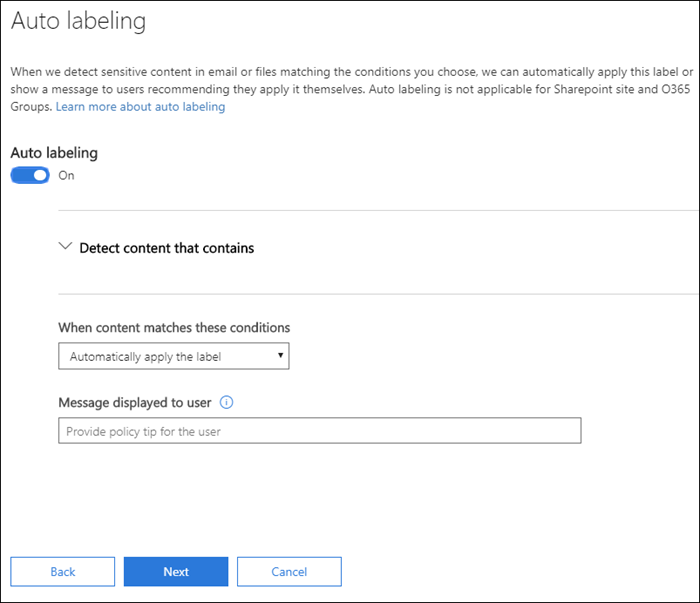 Auto labeling
When we detect sensitive content in email or files matching the conditions you choose, we can automatically apply this label or
show a message to users recommending they apply it themselves. Auto labeling is not applicable for Sharepoint site and O365
Groups. Learn more about auto labeling
Auto labeling
On
Detect content that contains
When content matches these conditions
Automatically apply the label
Message displayed to user
Provide policy tip for the user
Back Next Cancel